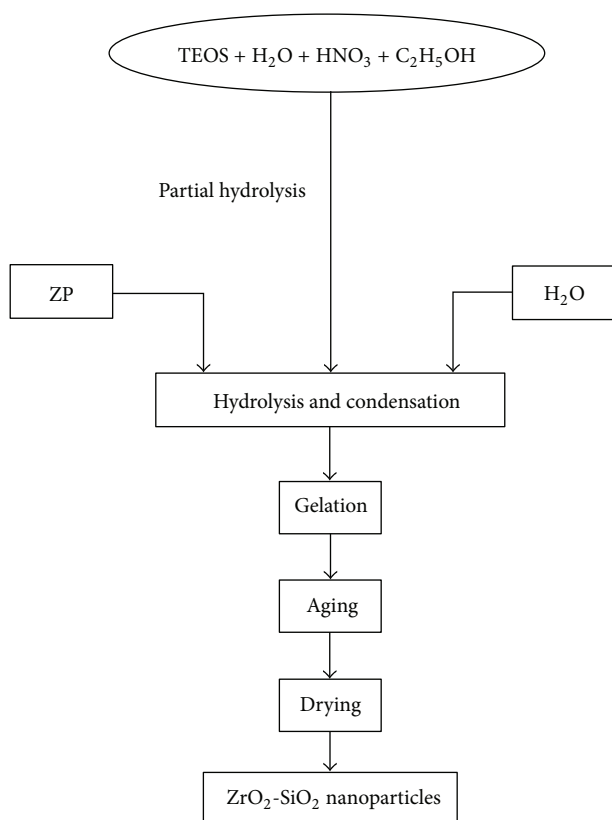 TEOS + H₂O + HNO₃ + C₂H₅OH
Partial hydrolysis
ZP
H₂O
Hydrolysis and condensation
Gelation
Aging
Drying
ZrO₂-SiO₂ nanoparticles